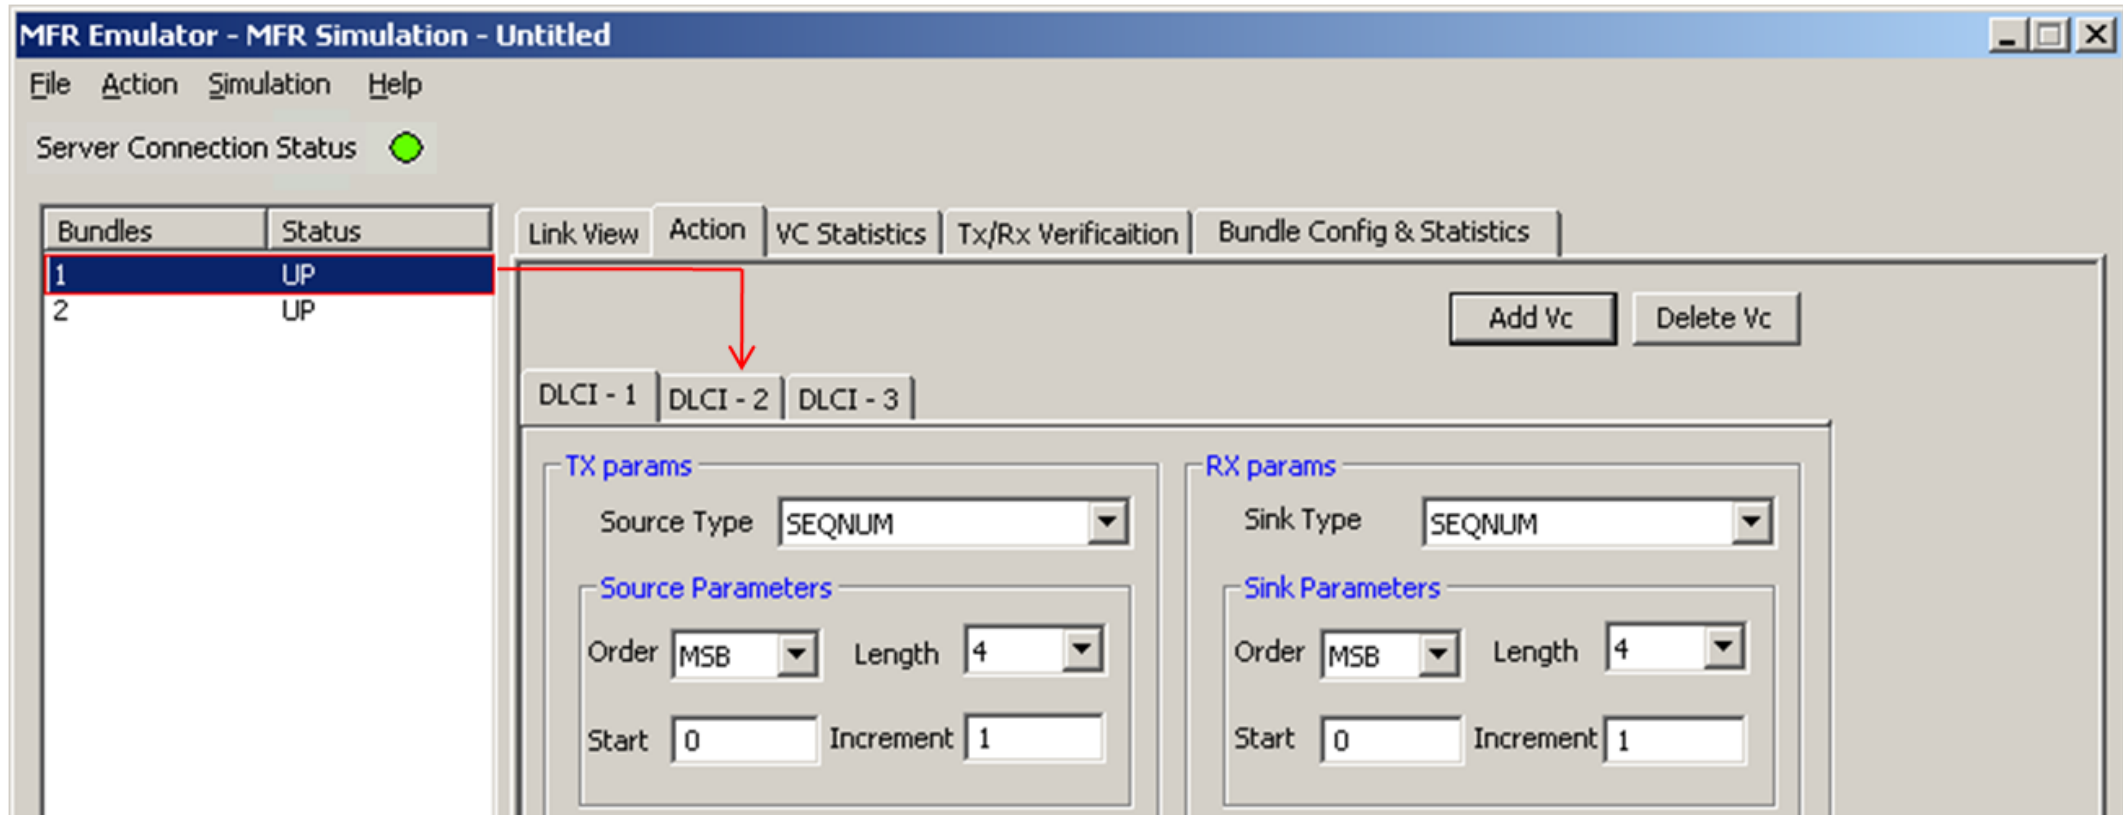 MFR Emulator - MFR Simulation - Untitled
File Action Simulation Help
Server Connection Status
Bundles Status
1 UP
2 UP
Link View Action VC Statistics Tx/Rx Verificaition Bundle Config & Statistics
Add Vc Delete Vc
DLCI - 1 DLCI - 2 DLCI - 3
TX params
Source Type SEQNUM
Source Parameters
Order MSB Length 4
Start 0 Increment 1
RX params
Sink Type SEQNUM
Sink Parameters
Order MSB Length 4
Start 0 Increment 1